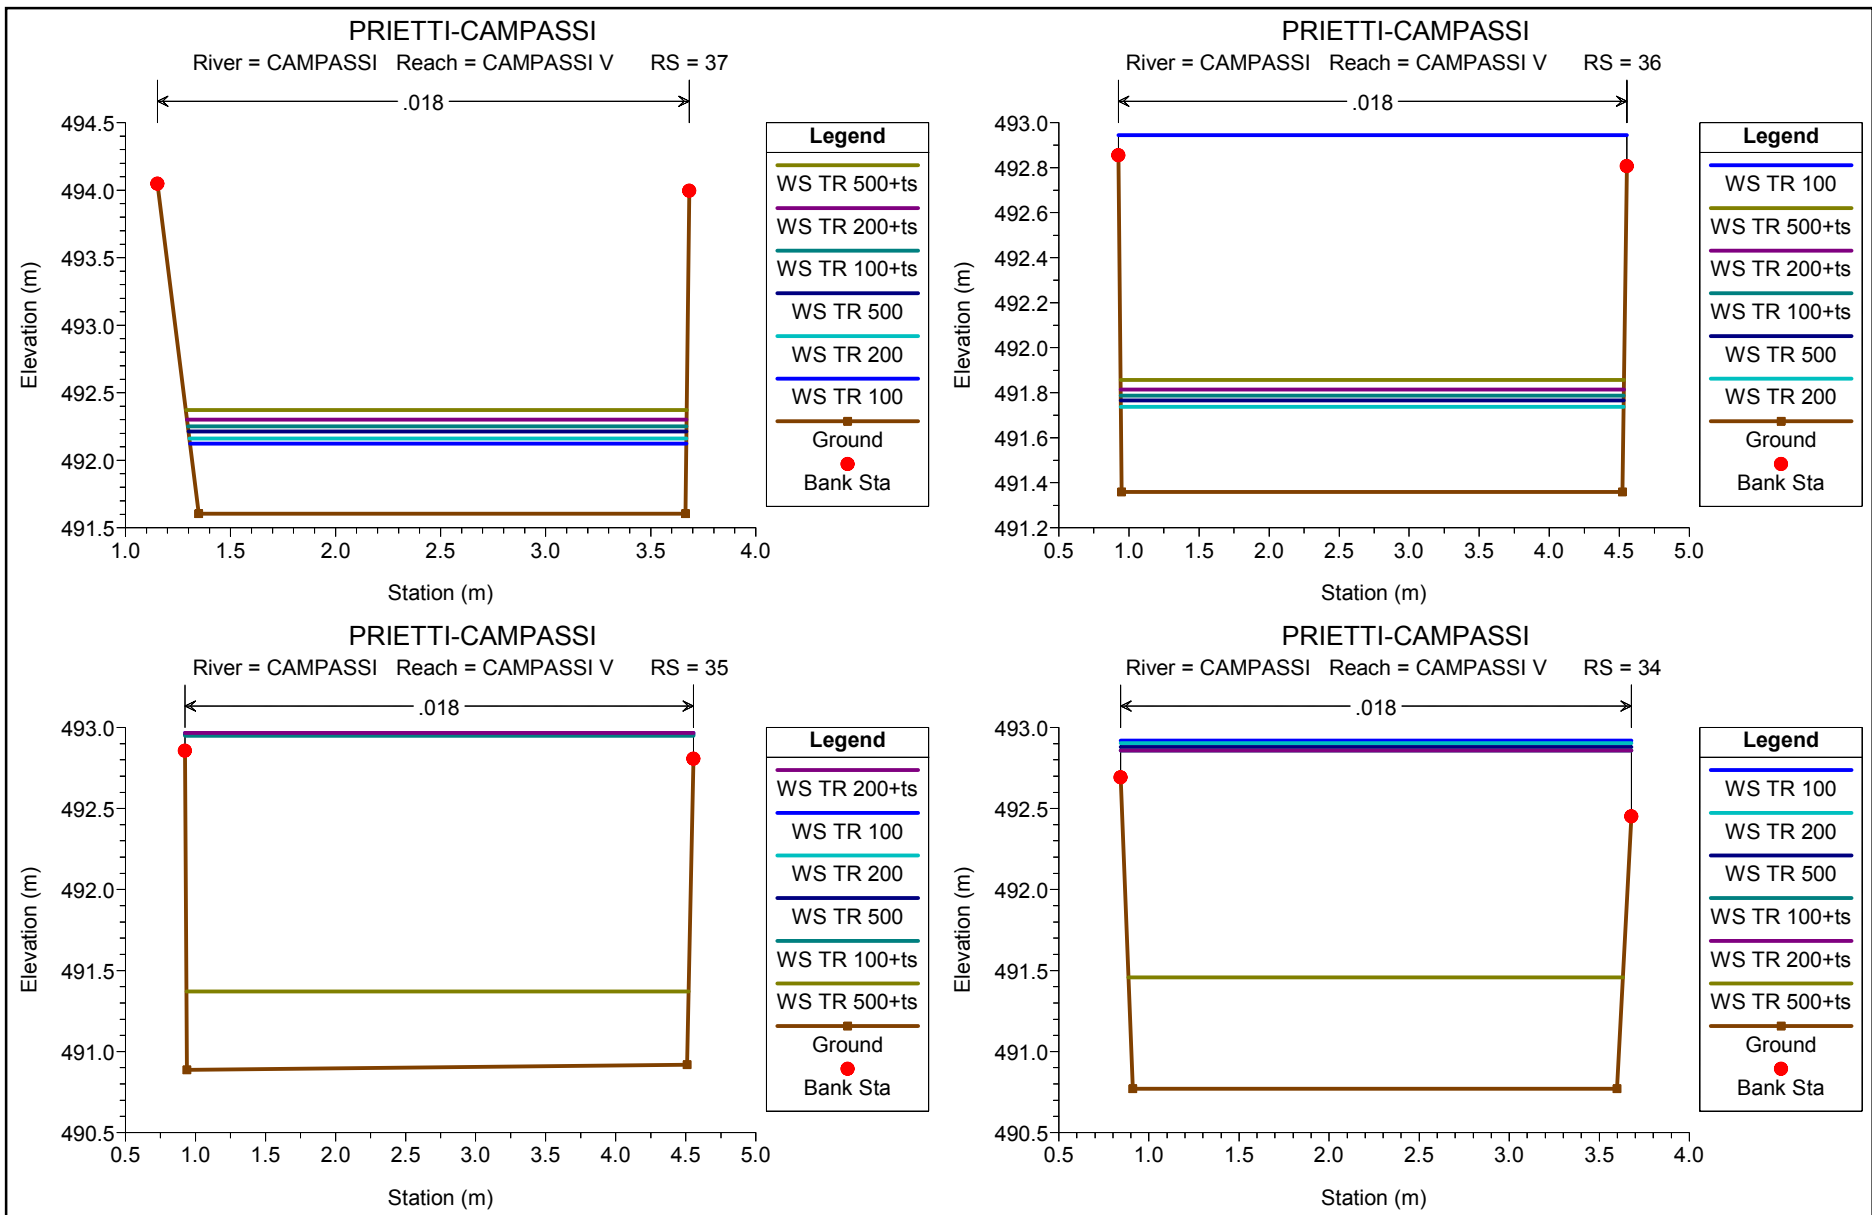 PRIETTI-CAMPASSI
River = CAMPASSI Reach = CAMPASSI V RS = 37
.018
494.5
494.0
493.5
493.0
492.5
492.0
491.5
1.0 1.5 2.0 2.5 3.0 3.5 4.0
Elevation (m)
Station (m)
Legend
WS TR 500+ts
WS TR 200+ts
WS TR 100+ts
WS TR 500
WS TR 200
WS TR 100
Ground
Bank Sta
PRIETTI-CAMPASSI
River = CAMPASSI Reach = CAMPASSI V RS = 36
.018
493.0
492.8
492.6
492.4
492.2
492.0
491.8
491.6
491.4
491.2
0.5 1.0 1.5 2.0 2.5 3.0 3.5 4.0 4.5 5.0
Elevation (m)
Station (m)
Legend
WS TR 100
WS TR 500+ts
WS TR 200+ts
WS TR 100+ts
WS TR 500
WS TR 200
Ground
Bank Sta
PRIETTI-CAMPASSI
River = CAMPASSI Reach = CAMPASSI V RS = 35
.018
493.0
492.5
492.0
491.5
491.0
490.5
0.5 1.0 1.5 2.0 2.5 3.0 3.5 4.0 4.5 5.0
Elevation (m)
Station (m)
Legend
WS TR 200+ts
WS TR 100
WS TR 200
WS TR 500
WS TR 100+ts
WS TR 500+ts
Ground
Bank Sta
PRIETTI-CAMPASSI
River = CAMPASSI Reach = CAMPASSI V RS = 34
.018
493.0
492.5
492.0
491.5
491.0
490.5
0.5 1.0 1.5 2.0 2.5 3.0 3.5 4.0
Elevation (m)
Station (m)
Legend
WS TR 100
WS TR 200
WS TR 500
WS TR 100+ts
WS TR 200+ts
WS TR 500+ts
Ground
Bank Sta